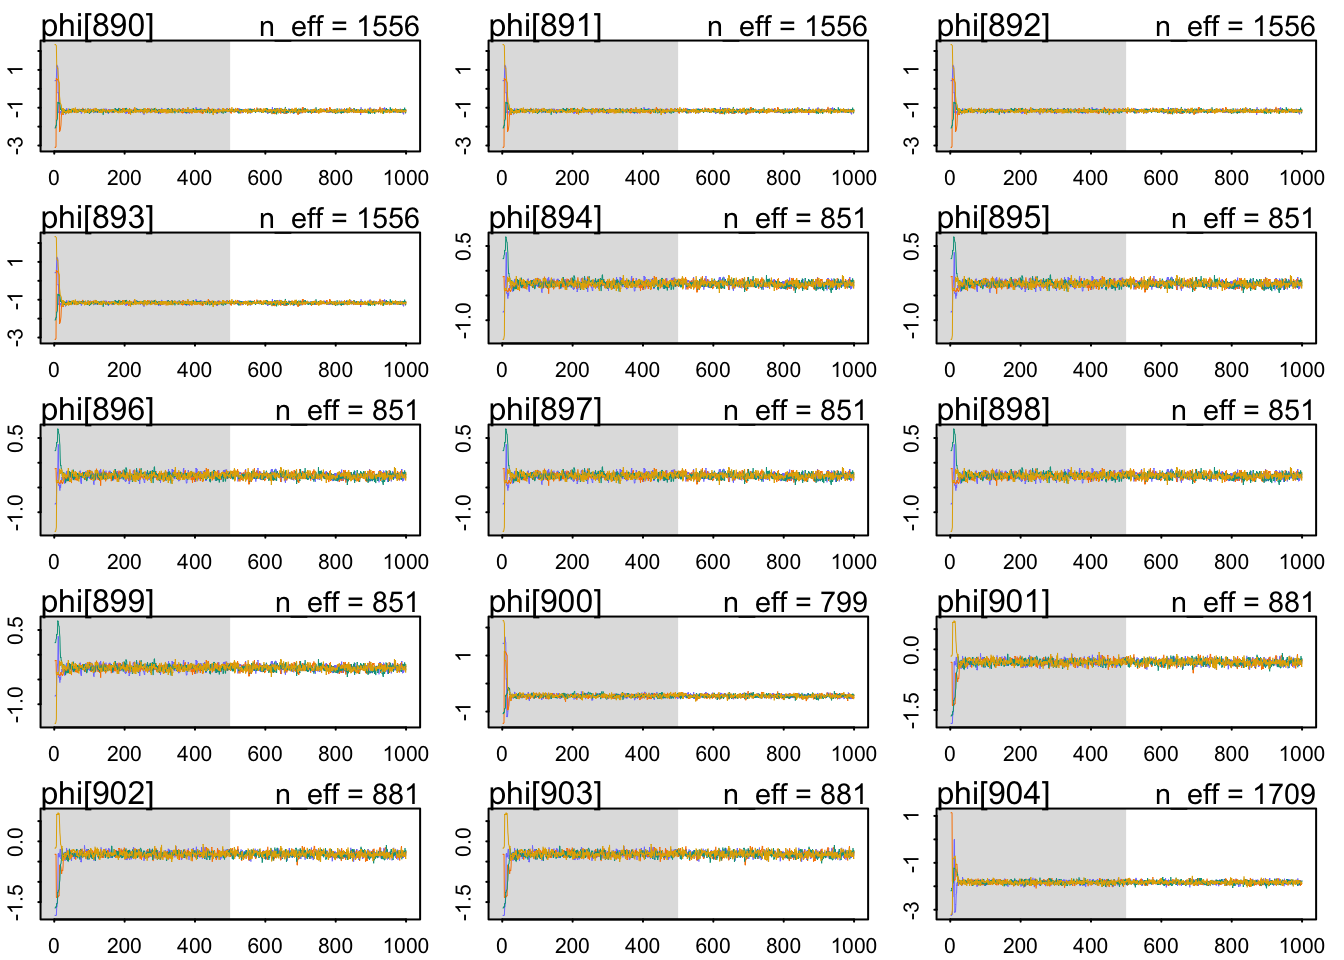 phi[890] n_eff = 1556 phi[891] n_eff = 1556 phi[892] n_eff = 1556
1 1 1
-1 -1 -1
-3 -3 -3
0 200 400 600 800 1000 0 200 400 600 800 1000 0 200 400 600 800 1000
phi[893] n_eff = 1556 phi[894] n_eff = 851 phi[895] n_eff = 851
1 0.5 0.5
-1
-3 -1.0 -1.0
0 200 400 600 800 1000 0 200 400 600 800 1000 0 200 400 600 800 1000
phi[896] n_eff = 851 phi[897] n_eff = 851 phi[898] n_eff = 851
0.5 0.5 0.5
-1.0 -1.0 -1.0
0 200 400 600 800 1000 0 200 400 600 800 1000 0 200 400 600 800 1000
phi[899] n_eff = 851 phi[900] n_eff = 799 phi[901] n_eff = 881
0.5 1 0.0
-1.0 -1 -1.5
0 200 400 600 800 1000 0 200 400 600 800 1000 0 200 400 600 800 1000
phi[902] n_eff = 881 phi[903] n_eff = 881 phi[904] n_eff = 1709
0.0 0.0 1
-1
-1.5 -1.5 -3
0 200 400 600 800 1000 0 200 400 600 800 1000 0 200 400 600 800 1000